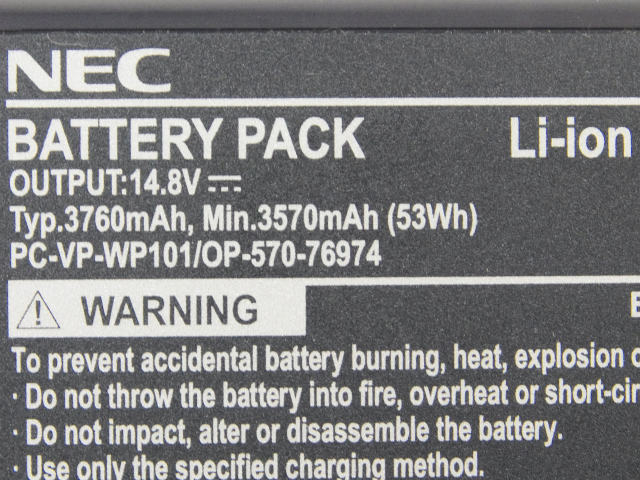 NEC
BATTERY PACK Li-ion
OUTPUT:14.8V ⎓
Typ.3760mAh, Min.3570mAh (53Wh)
PC-VP-WP101/OP-570-76974
WARNING
To prevent accidental battery burning, heat, explosion
· Do not throw the battery into fire, overheat or short-cir
· Do not impact, alter or disassemble the battery.
· Use only the specified charging method.